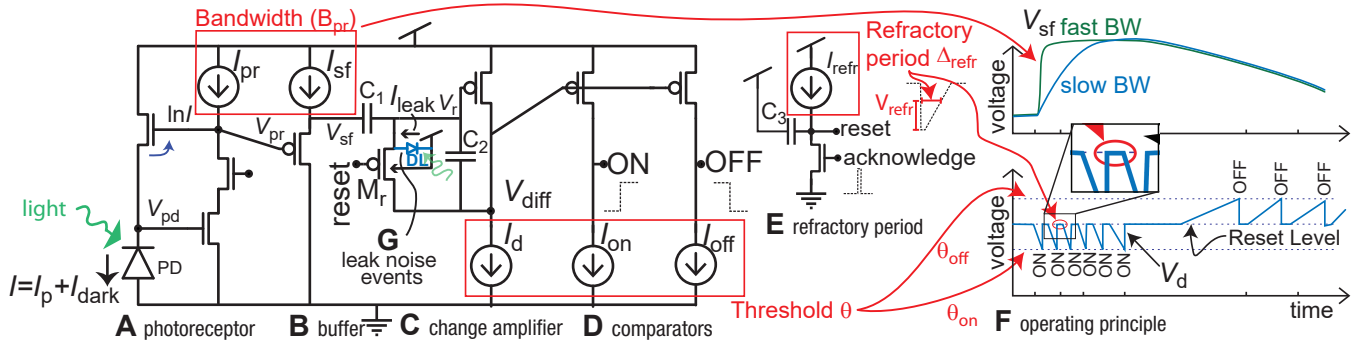 Bandwidth (Bpr)
Ipr
Isf
lnI
Vpr
C1
Vsf
Ileak
Vr
C2
DL
reset
Mr
G
leak noise
events
Vdiff
ON
OFF
Id
Ion
Ioff
light
Vpd
PD
I=Ip+Idark
A photoreceptor
B buffer
C change amplifier
D comparators
Irefr
C3
reset
acknowledge
E refractory period
Refractory
period Δrefr
Vrefr
Threshold θ
θoff
θon
Vsf fast BW
slow BW
voltage
voltage
OFF
OFF
OFF
ON
ON
ON
ON
ON
Reset Level
Vd
time
F operating principle